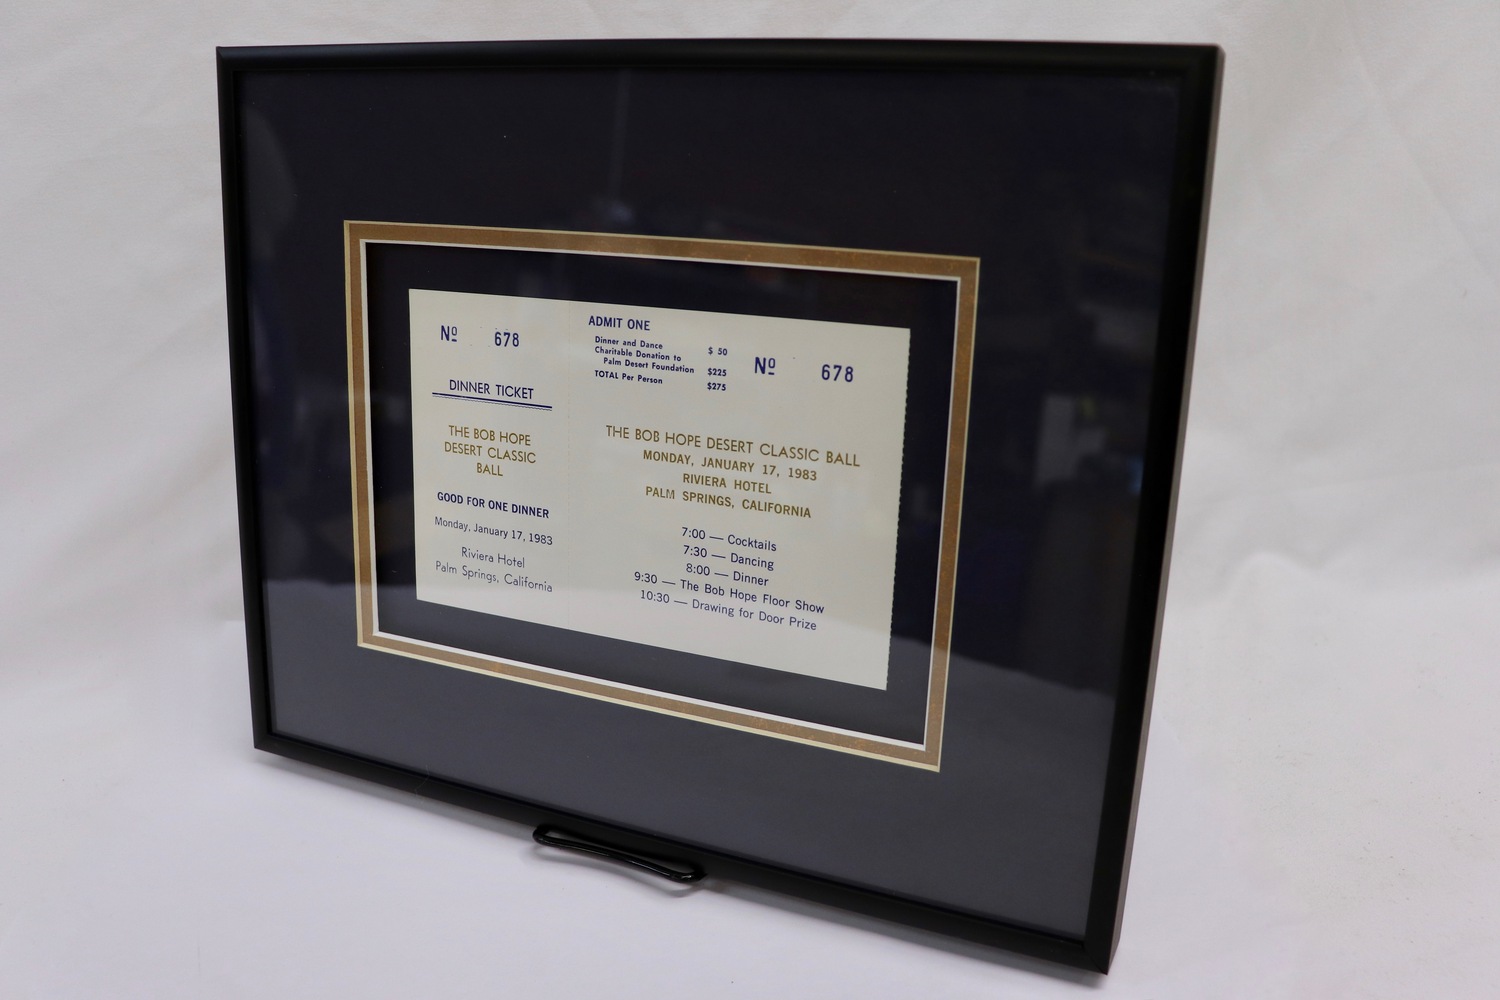 Nº 678
DINNER TICKET
THE BOB HOPE
DESERT CLASSIC
BALL
GOOD FOR ONE DINNER
Monday, January 17, 1983
Riviera Hotel
Palm Springs, California
ADMIT ONE
Dinner and Dance $ 50
Charitable Donation to
Palm Desert Foundation $225
TOTAL Per Person $275
Nº 678
THE BOB HOPE DESERT CLASSIC BALL
MONDAY, JANUARY 17, 1983
RIVIERA HOTEL
PALM SPRINGS, CALIFORNIA
7:00 — Cocktails
7:30 — Dancing
8:00 — Dinner
9:30 — The Bob Hope Floor Show
10:30 — Drawing for Door Prize